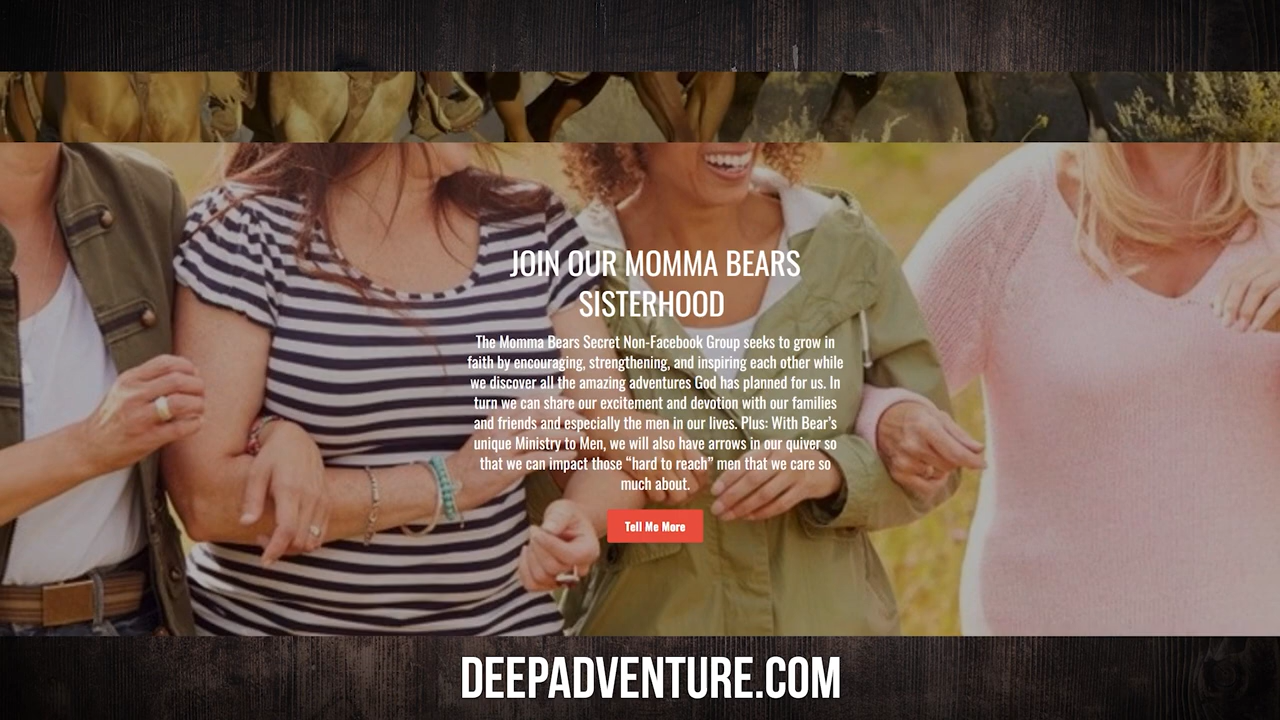 JOIN OUR MOMMA BEARS
SISTERHOOD
The Momma Bears Secret Non-Facebook Group seeks to grow in
faith by encouraging, strengthening, and inspiring each other while
we discover all the amazing adventures God has planned for us. In
turn we can share our excitement and devotion with our families
and friends and especially the men in our lives. Plus: With Bear’s
unique Ministry to Men, we will also have arrows in our quiver so
that we can impact those “hard to reach” men that we care so
much about.
Tell Me More
DEEPADVENTURE.COM